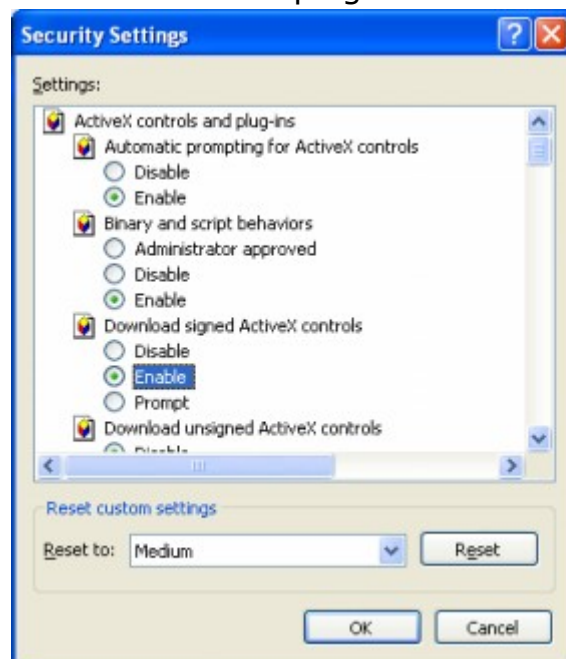 Security Settings
Settings:
ActiveX controls and plug-ins
Automatic prompting for ActiveX controls
Disable
Enable
Binary and script behaviors
Administrator approved
Disable
Enable
Download signed ActiveX controls
Disable
Enable
Prompt
Download unsigned ActiveX controls
Reset custom settings
Reset to: Medium Reset
OK Cancel